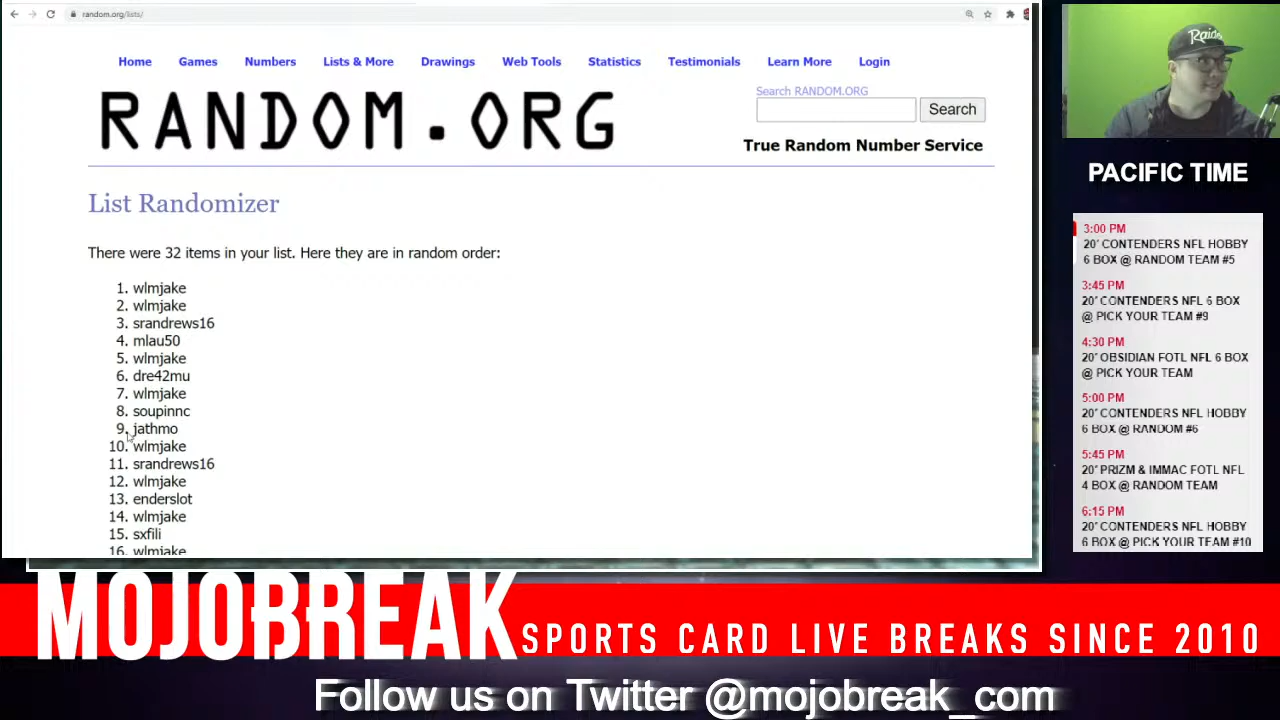 random.org/lists/
Home Games Numbers Lists & More Drawings Web Tools Statistics Testimonials Learn More Login
RANDOM.ORG
Search RANDOM.ORG
Search
True Random Number Service
List Randomizer
There were 32 items in your list. Here they are in random order:
1. wlmjake
2. wlmjake
3. srandrews16
4. mlau50
5. wlmjake
6. dre42mu
7. wlmjake
8. soupinnc
9. jathmo
10. wlmjake
11. srandrews16
12. wlmjake
13. enderslot
14. wlmjake
15. sxfili
16. wlmjake
Raiders
PACIFIC TIME
3:00 PM
20' CONTENDERS NFL HOBBY
6 BOX @ RANDOM TEAM #5
3:45 PM
20' CONTENDERS NFL 6 BOX
@ PICK YOUR TEAM #9
4:30 PM
20' OBSIDIAN FOTL NFL 6 BOX
@ PICK YOUR TEAM
5:00 PM
20' CONTENDERS NFL HOBBY
6 BOX @ RANDOM #6
5:45 PM
20' PRIZM & IMMAC FOTL NFL
4 BOX @ RANDOM TEAM
6:15 PM
20' CONTENDERS NFL HOBBY
6 BOX @ PICK YOUR TEAM #10
MOJOBREAK
SPORTS CARD LIVE BREAKS SINCE 2010
Follow us on Twitter @mojobreak_com